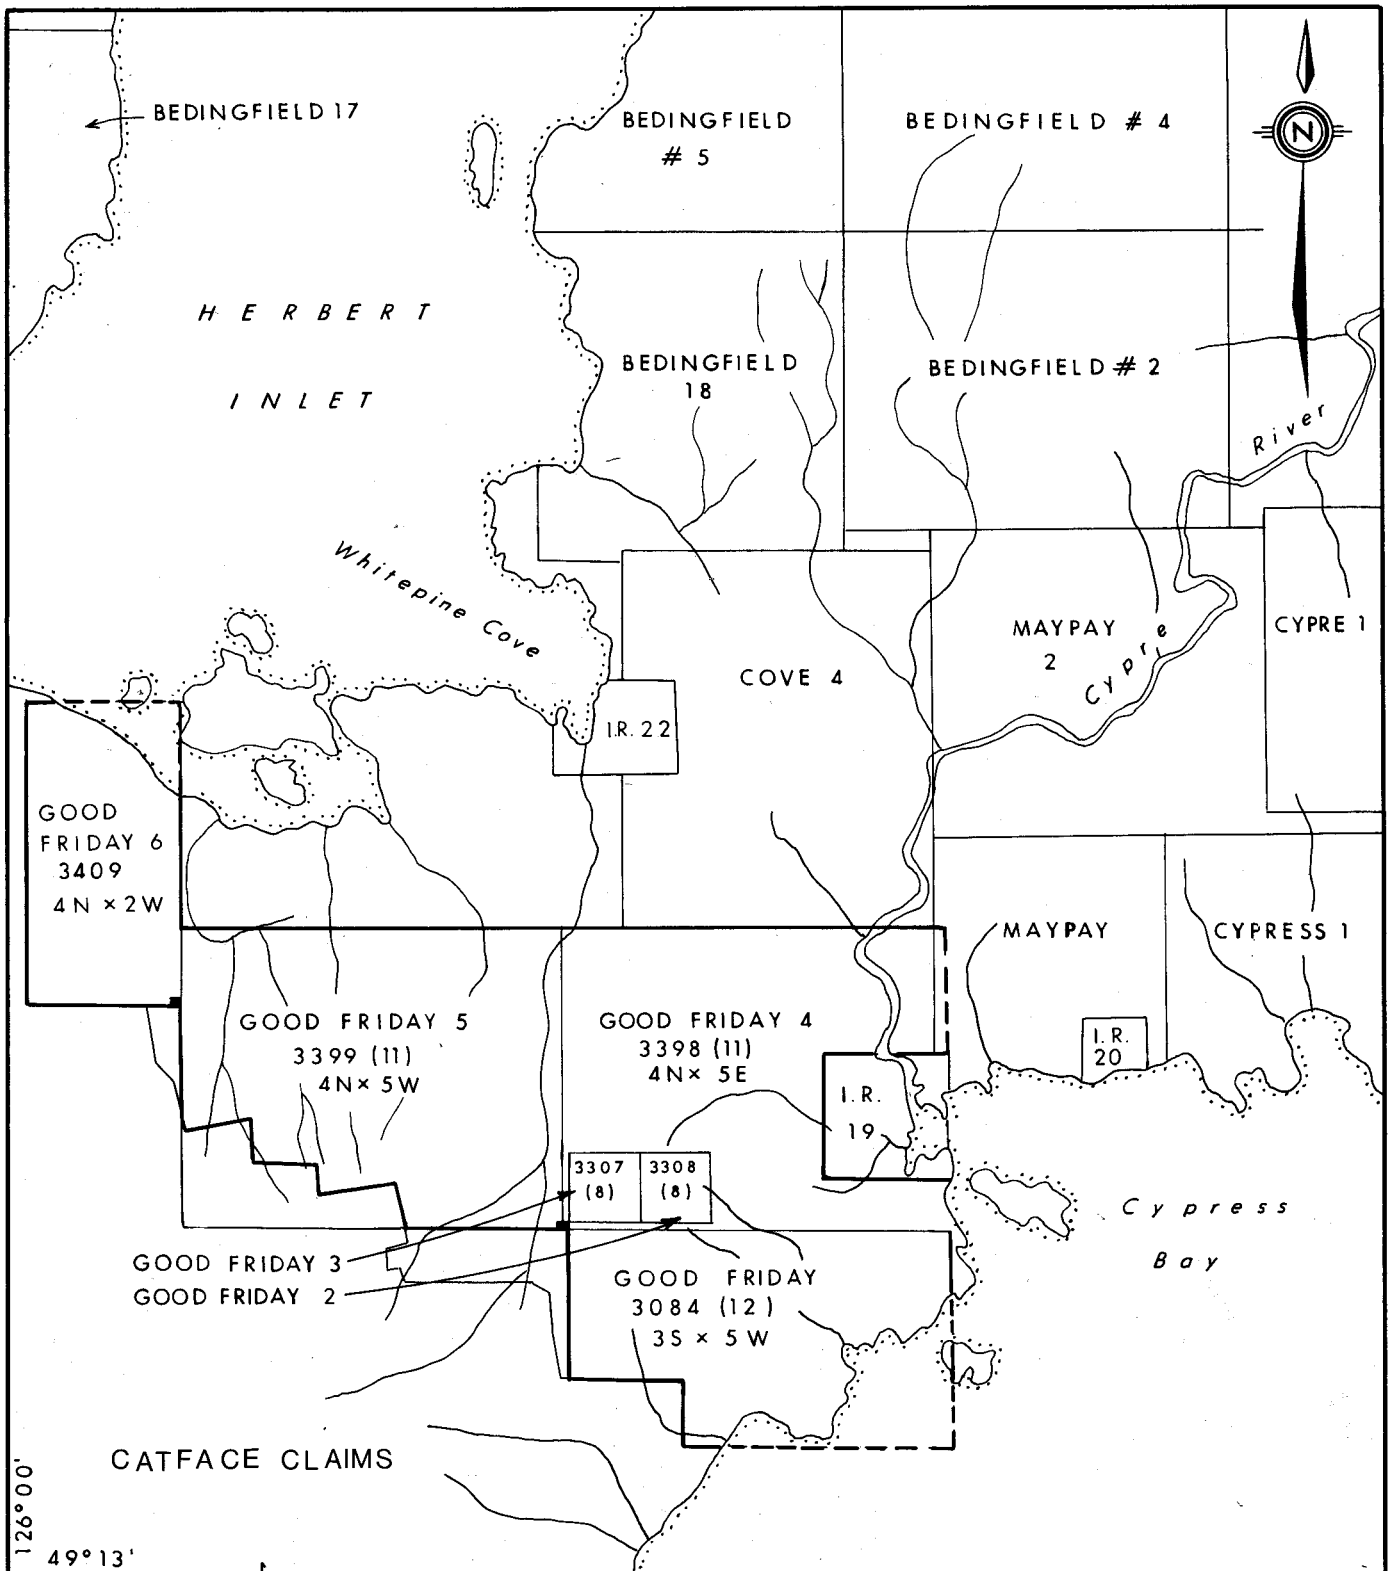 BEDINGFIELD 17
BEDINGFIELD
# 5
BEDINGFIELD # 4
N
HERBERT
INLET
BEDINGFIELD
18
BEDINGFIELD # 2
River
Whitepine Cove
MAYPAY
2
Cypre
CYPRE 1
COVE 4
I.R. 22
GOOD
FRIDAY 6
3409
4N × 2W
MAYPAY
CYPRESS 1
GOOD FRIDAY 5
3399 (11)
4N × 5W
GOOD FRIDAY 4
3398 (11)
4N × 5E
I.R.
20
I.R.
19
3307
(8)
3308
(8)
Cypress
Bay
GOOD FRIDAY 3
GOOD FRIDAY 2
GOOD FRIDAY
3084 (12)
3S × 5W
CATFACE CLAIMS
126°00'
49°13'